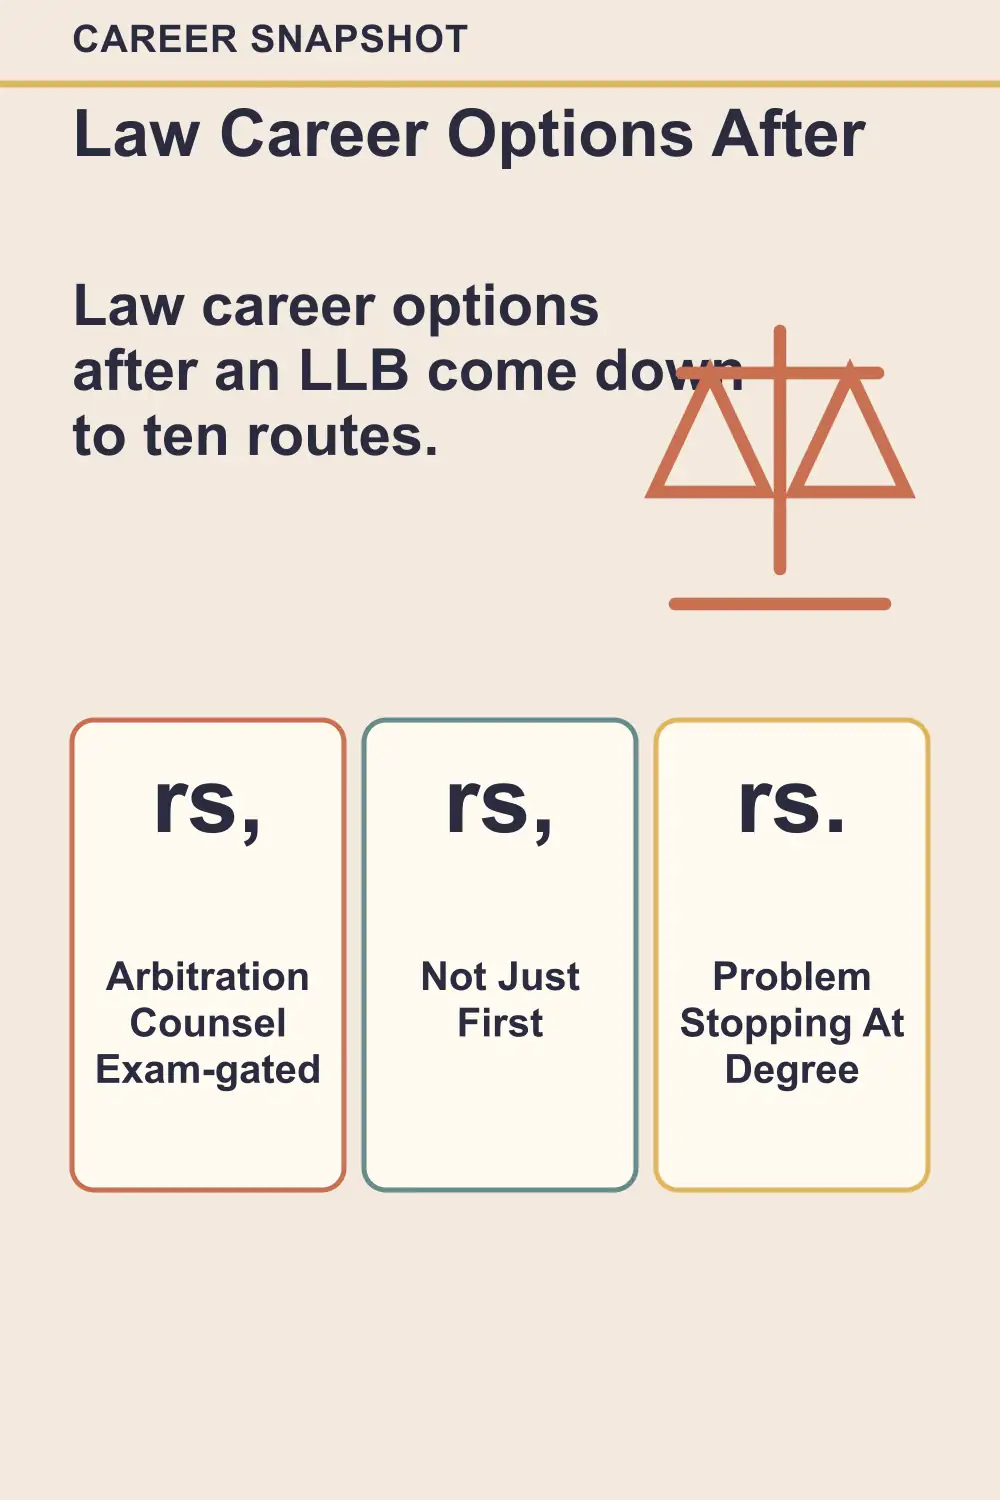 CAREER SNAPSHOT
Law Career Options After
Law career options
after an LLB come down
to ten routes.
rs,
Arbitration
Counsel
Exam-gated
rs,
Not Just
First
rs.
Problem
Stopping At
Degree